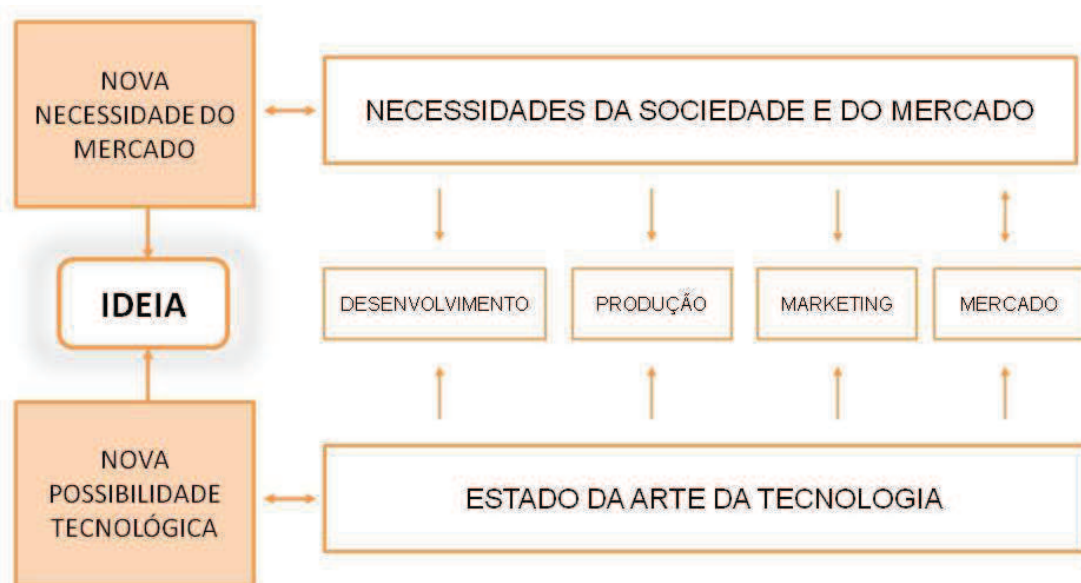 NOVA
NECESSIDADE DO
MERCADO
NECESSIDADES DA SOCIEDADE E DO MERCADO
IDEIA
DESENVOLVIMENTO
PRODUÇÃO
MARKETING
MERCADO
NOVA
POSSIBILIDADE
TECNOLÓGICA
ESTADO DA ARTE DA TECNOLOGIA